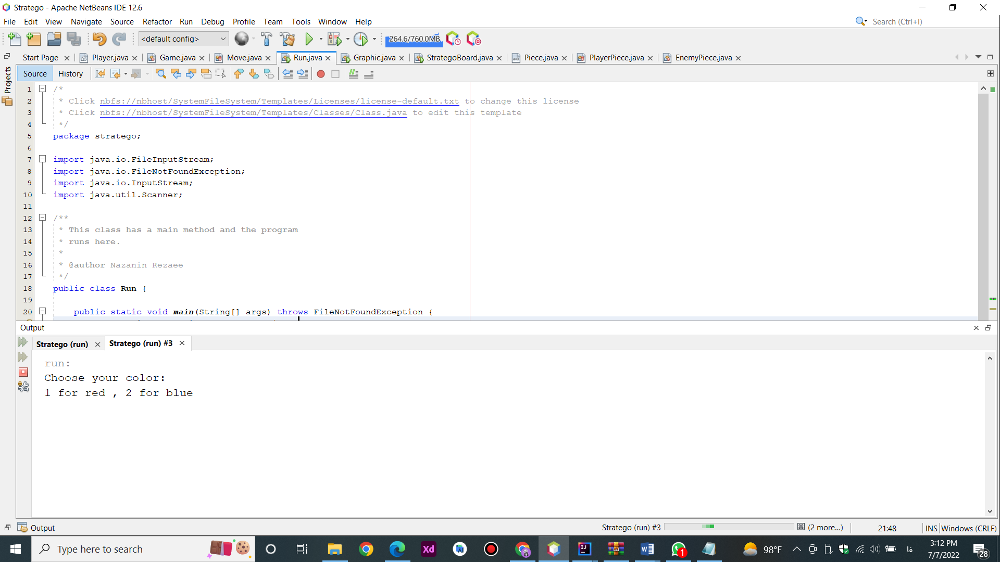 Stratego - Apache NetBeans IDE 12.6
File Edit View Navigate Source Refactor Run Debug Profile Team Tools Window Help
Search (Ctrl+I)
<default config>
264.6/760.0MB
Start Page Player.java Game.java Move.java Run.java Graphic.java StrategoBoard.java Piece.java PlayerPiece.java EnemyPiece.java
Projects
Source History
1 /*
2 * Click nbfs://nbhost/SystemFileSystem/Templates/Licenses/license-default.txt to change this license
3 * Click nbfs://nbhost/SystemFileSystem/Templates/Classes/Class.java to edit this template
4 */
5 package stratego;
6
7 import java.io.FileInputStream;
8 import java.io.FileNotFoundException;
9 import java.io.InputStream;
10 import java.util.Scanner;
11
12 /**
13 * This class has a main method and the program
14 * runs here.
15 *
16 * @author Nazanin Rezaee
17 */
18 public class Run {
19
20 public static void main(String[] args) throws FileNotFoundException {
Output
Stratego (run) Stratego (run) #3
run:
Choose your color:
1 for red , 2 for blue
Output
Stratego (run) #3 (2 more...) 21:48 INS Windows (CRLF)
Type here to search
Xd
IJ
W
1
98°F
فا
3:12 PM
7/7/2022
28